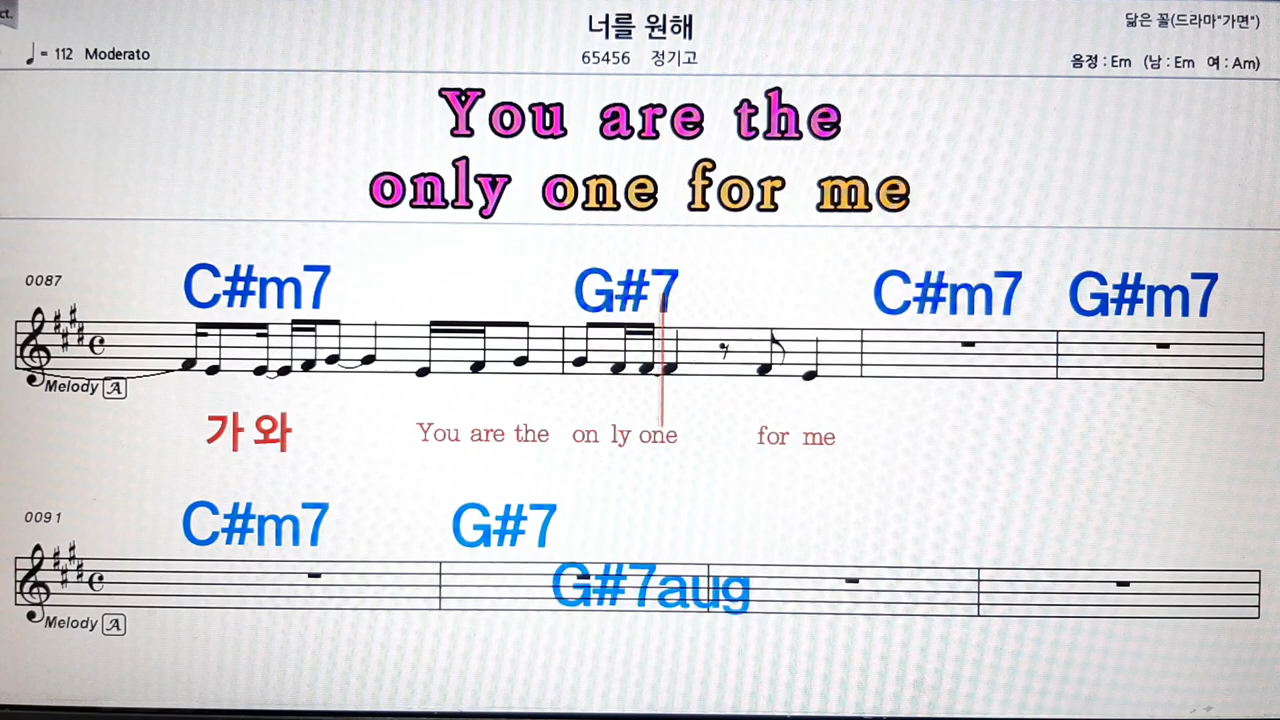 ct.
너를 원해
닮은 꼴(드라마"가면")
= 112 Moderato
65456 정기고
음정 : Em (남 : Em 여 : Am)
You are the
only one for me
0087
C#m7 G#7 C#m7 G#m7
Melody A
가 와 You are the on ly one for me
0091
C#m7 G#7
G#7aug
Melody A